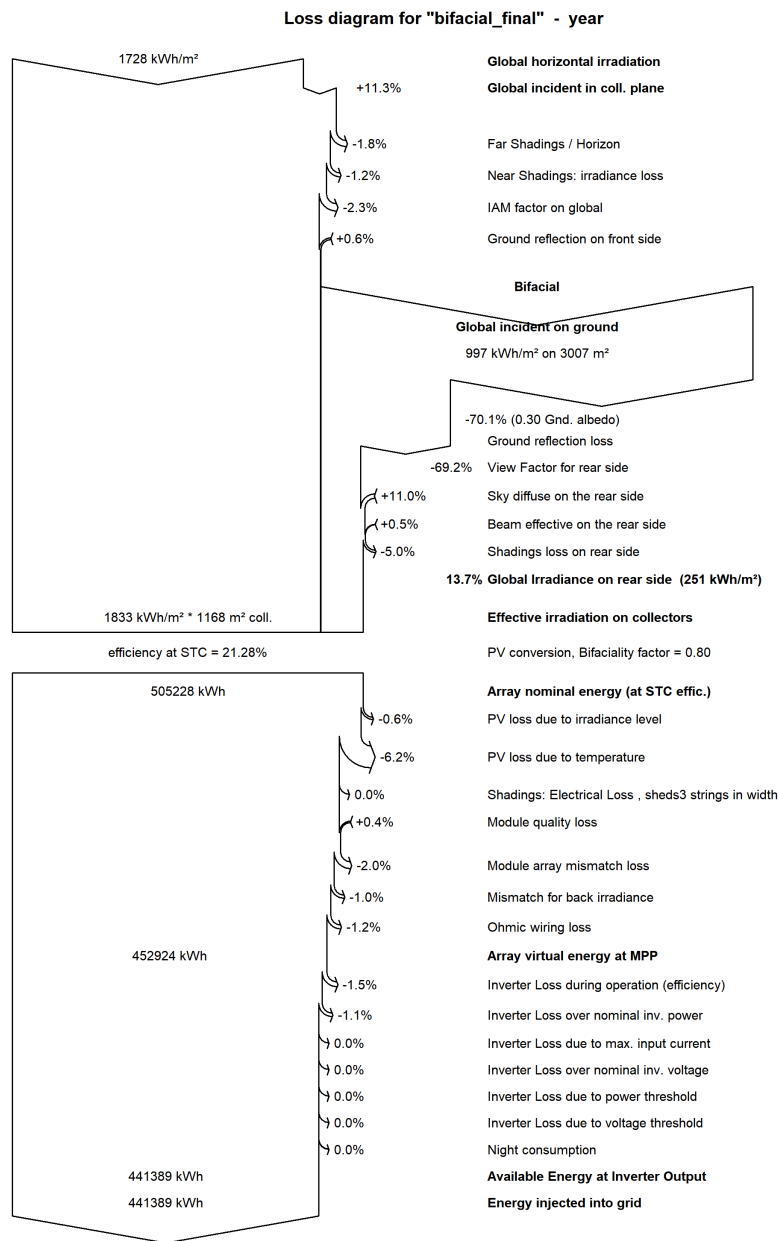 Loss diagram for "bifacial_final" - year
1728 kWh/m² Global horizontal irradiation
+11.3% Global incident in coll. plane
-1.8% Far Shadings / Horizon
-1.2% Near Shadings: irradiance loss
-2.3% IAM factor on global
+0.6% Ground reflection on front side
Bifacial
Global incident on ground
997 kWh/m² on 3007 m²
-70.1% (0.30 Gnd. albedo)
Ground reflection loss
-69.2% View Factor for rear side
+11.0% Sky diffuse on the rear side
+0.5% Beam effective on the rear side
-5.0% Shadings loss on rear side
13.7% Global Irradiance on rear side (251 kWh/m²)
1833 kWh/m² * 1168 m² coll. Effective irradiation on collectors
efficiency at STC = 21.28% PV conversion, Bifaciality factor = 0.80
505228 kWh Array nominal energy (at STC effic.)
-0.6% PV loss due to irradiance level
-6.2% PV loss due to temperature
0.0% Shadings: Electrical Loss , sheds3 strings in width
+0.4% Module quality loss
-2.0% Module array mismatch loss
-1.0% Mismatch for back irradiance
-1.2% Ohmic wiring loss
452924 kWh Array virtual energy at MPP
-1.5% Inverter Loss during operation (efficiency)
-1.1% Inverter Loss over nominal inv. power
0.0% Inverter Loss due to max. input current
0.0% Inverter Loss over nominal inv. voltage
0.0% Inverter Loss due to power threshold
0.0% Inverter Loss due to voltage threshold
0.0% Night consumption
441389 kWh Available Energy at Inverter Output
441389 kWh Energy injected into grid